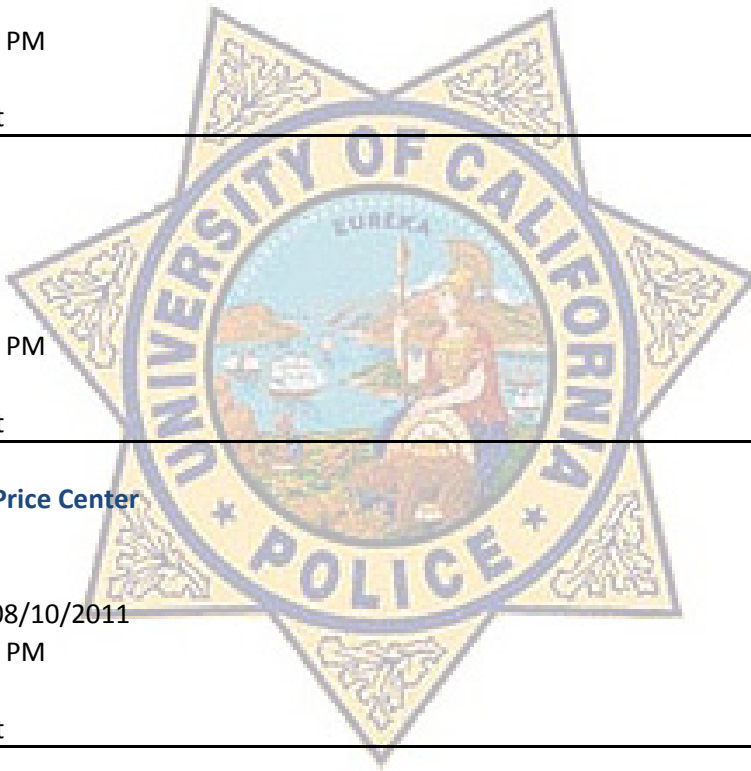 PM
t
UNIVERSITY OF CALIFORNIA
EUREKA
PM
t
Price Center
POLICE
08/10/2011
PM
t